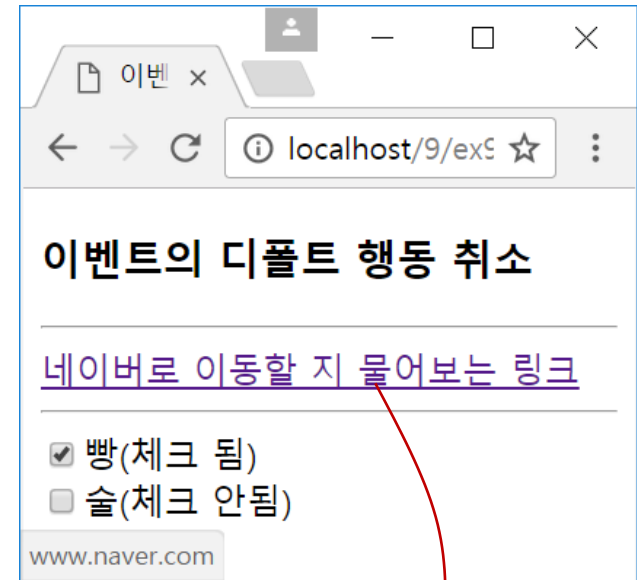 이벤
localhost/9/ex9
이벤트의 디폴트 행동 취소
네이버로 이동할 지 물어보는 링크
빵(체크 됨)
술(체크 안됨)
www.naver.com